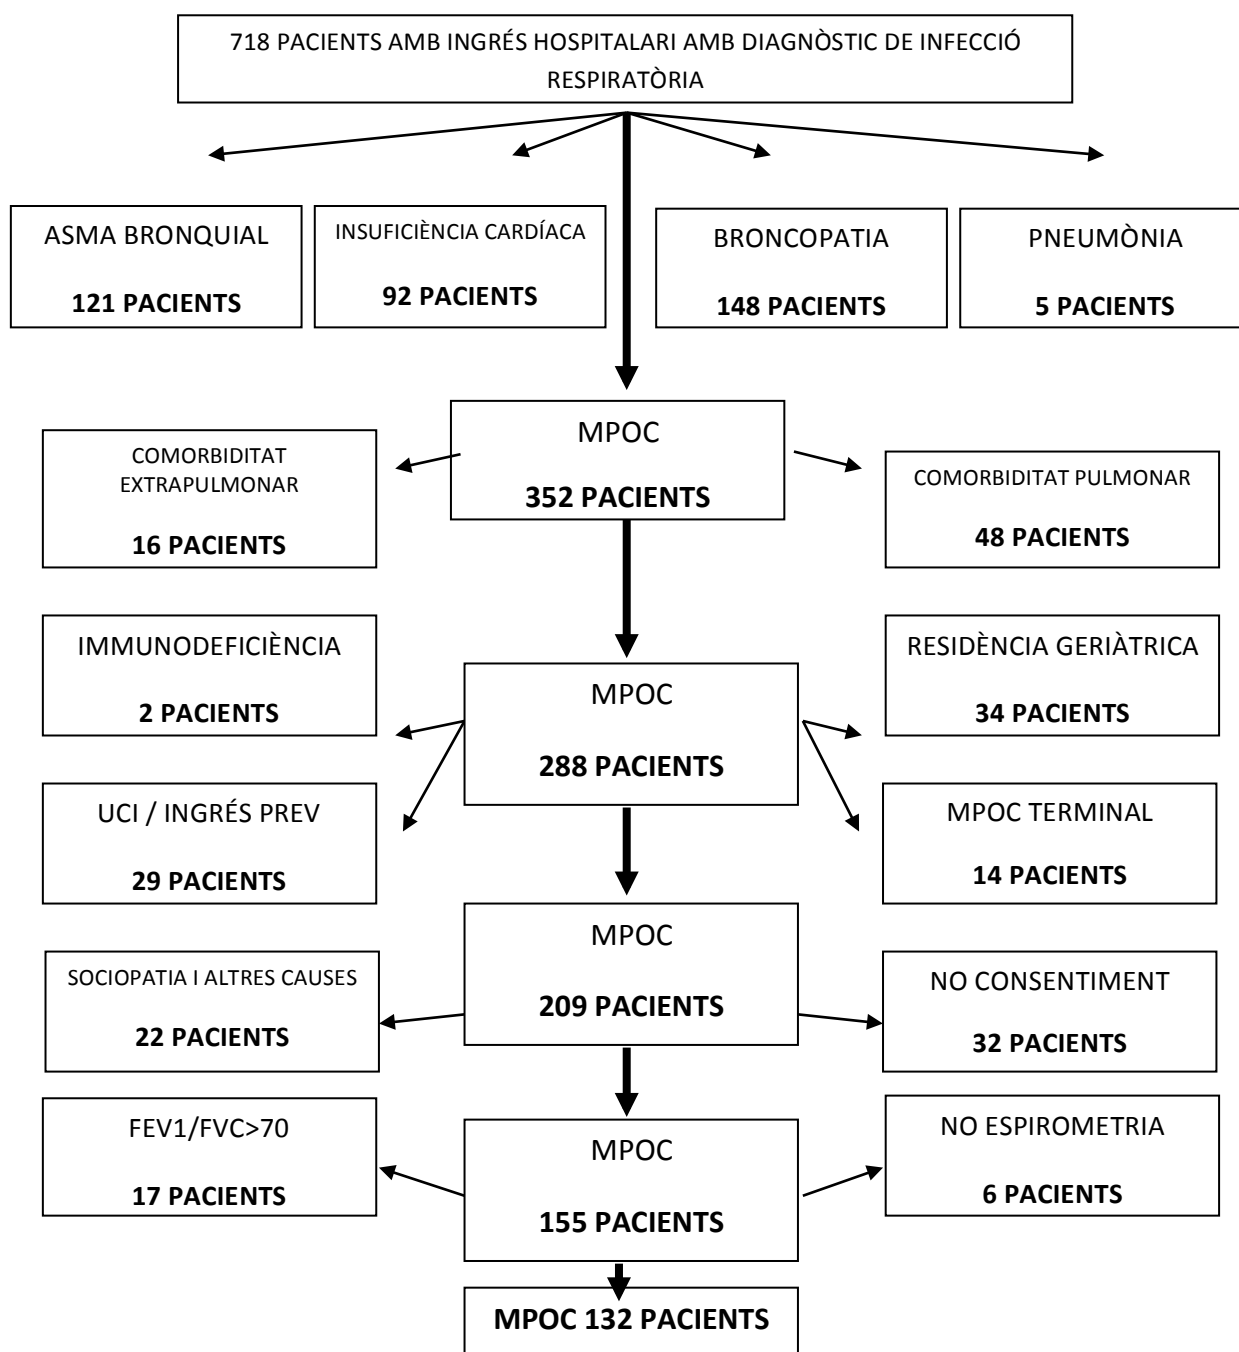 718 PACIENTS AMB INGRÉS HOSPITALARI AMB DIAGNÒSTIC DE INFECCIÓ
RESPIRATÒRIA
ASMA BRONQUIAL
121 PACIENTS
INSUFICIÈNCIA CARDÍACA
92 PACIENTS
BRONCOPATIA
148 PACIENTS
PNEUMÒNIA
5 PACIENTS
MPOC
352 PACIENTS
COMORBIDITAT
EXTRAPULMONAR
16 PACIENTS
COMORBIDITAT PULMONAR
48 PACIENTS
IMMUNODEFICIÈNCIA
2 PACIENTS
MPOC
288 PACIENTS
RESIDÈNCIA GERIÀTRICA
34 PACIENTS
UCI / INGRÉS PREV
29 PACIENTS
MPOC TERMINAL
14 PACIENTS
MPOC
209 PACIENTS
SOCIOPATIA I ALTRES CAUSES
22 PACIENTS
NO CONSENTIMENT
32 PACIENTS
FEV1/FVC>70
17 PACIENTS
MPOC
155 PACIENTS
NO ESPIROMETRIA
6 PACIENTS
MPOC 132 PACIENTS